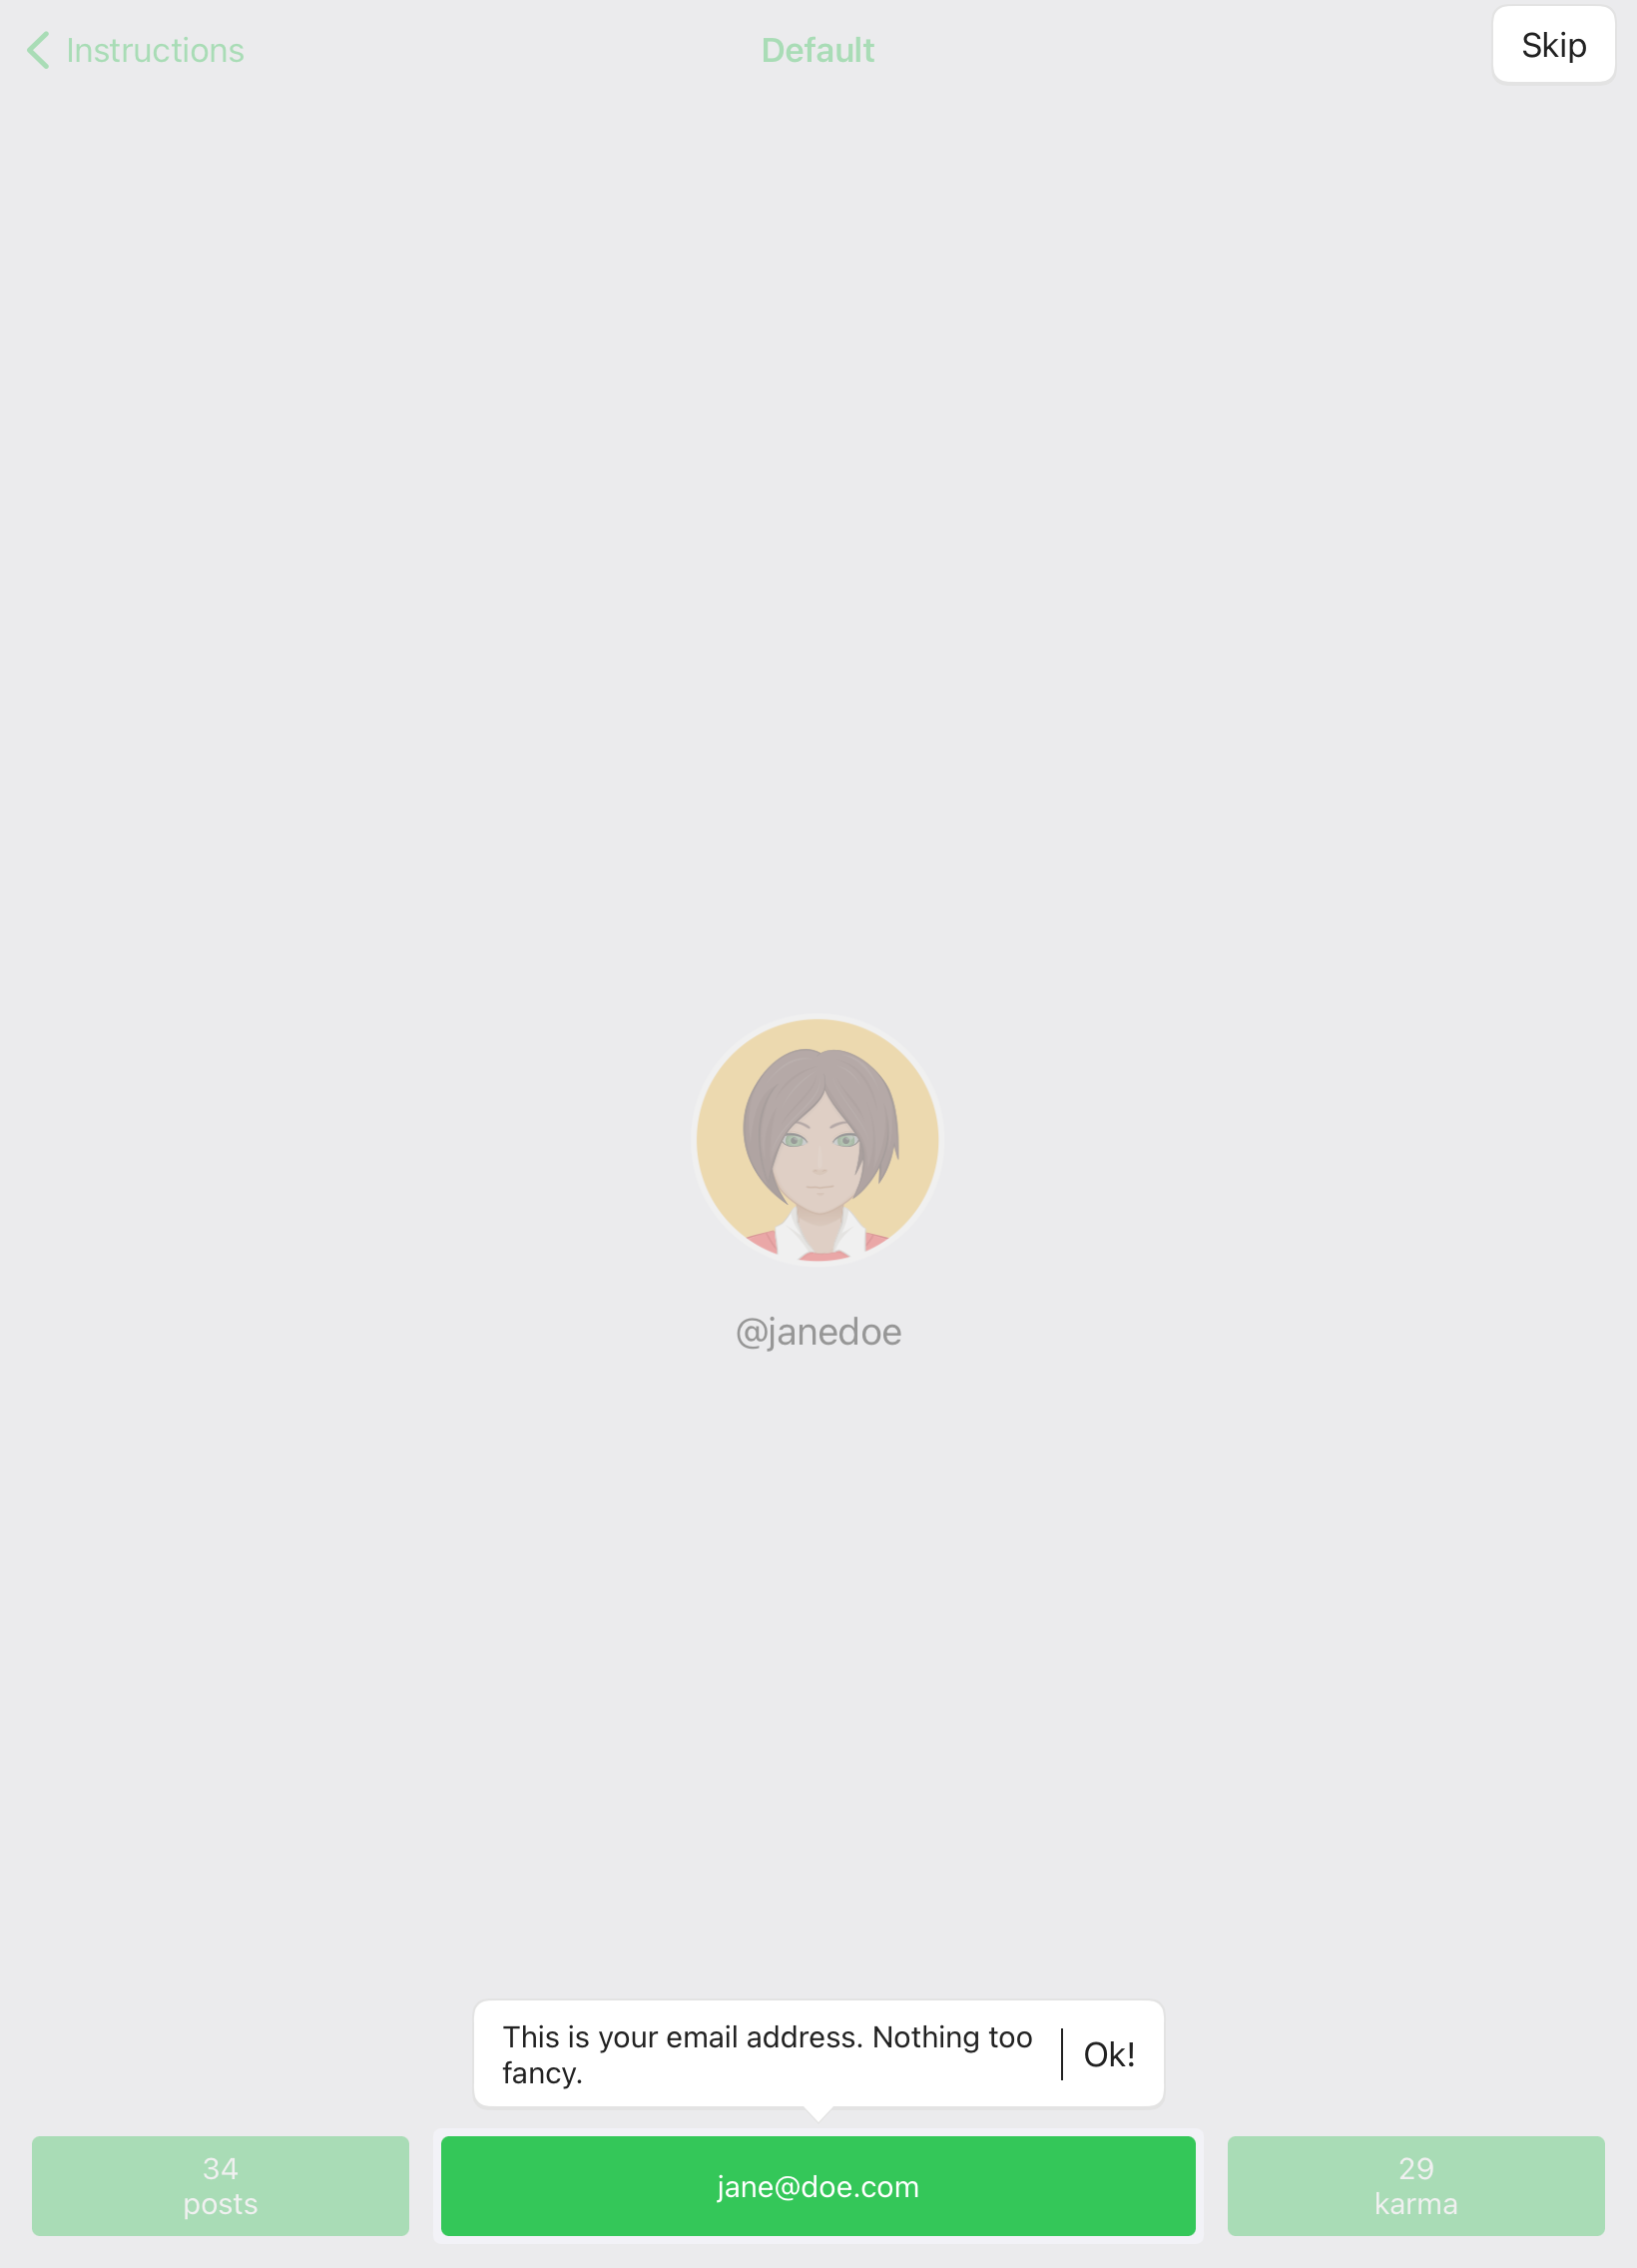 Instructions
Default
Skip
@janedoe
This is your email address. Nothing too
fancy.
Ok!
34
posts
jane@doe.com
29
karma